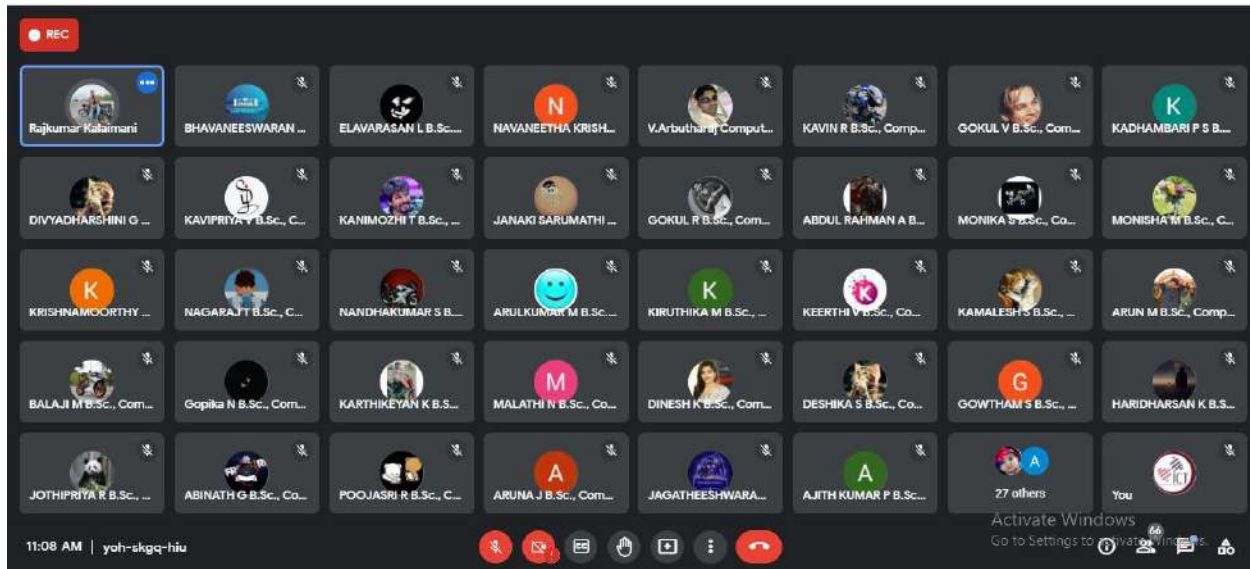 REC
Rajkumar Kalaimani BHAVANEESWARAN ... ELAVARASAN L B.Sc.... N NAVANEETHA KRISH... V.Arbutharaj Comput... KAVIN R B.Sc., Comp... GOKUL V B.Sc., Com... K KADHAMBARI P S B....
DIVYADHARSHINI G ... KAVIPRIYA V B.Sc., C... KANIMOZHI T B.Sc., ... JANAKI SARUMATHI ... GOKUL R B.Sc., Com... ABDUL RAHMAN A B... MONIKA S B.Sc., Co... MONISHA M B.Sc., C...
K KRISHNAMOORTHY ... NAGARAJ T B.Sc., C... NANDHAKUMAR S B... ARULKUMAR M B.Sc.... K KIRUTHIKA M B.Sc., ... K KEERTHI V B.Sc., Co... KAMALESH S B.Sc., ... ARUN M B.Sc., Comp...
BALAJI M B.Sc., Com... Gopika N B.Sc., Com... KARTHIKEYAN K B.S... M MALATHI N B.Sc., Co... DINESH K B.Sc., Com... DESHIKA S B.Sc., Co... G GOWTHAM S B.Sc., ... HARIDHARSAN K B.S...
JOTHIPRIYA R B.Sc., ... ABINATH G B.Sc., Co... POOJASRI R B.Sc., C... A ARUNA J B.Sc., Com... JAGATHEESHWARA... A AJITH KUMAR P B.Sc... A 27 others ICT You
Activate Windows
Go to Settings to activate Windows.
11:08 AM | yoh-skgq-hiu 66